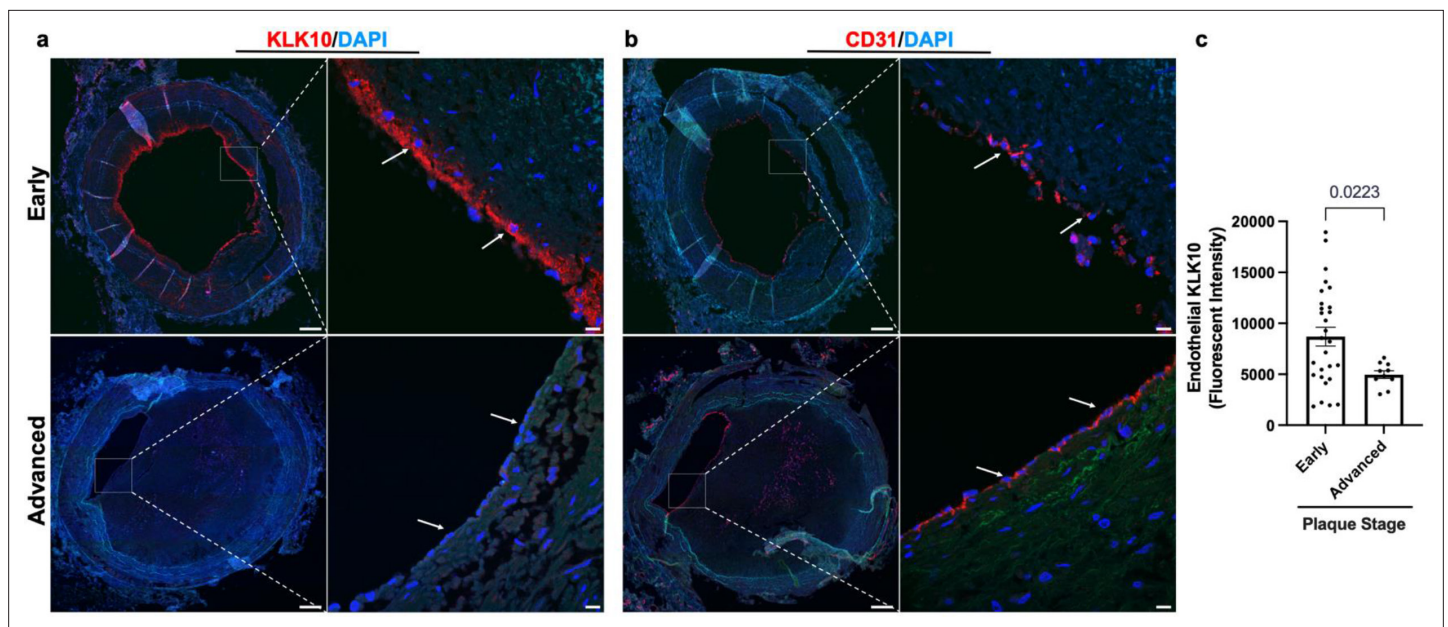 a
KLK10/DAPI
b
CD31/DAPI
c
Early
Advanced
0.0223
Endothelial KLK10
(Fluorescent Intensity)
20000
15000
10000
5000
0
Early
Advanced
Plaque Stage